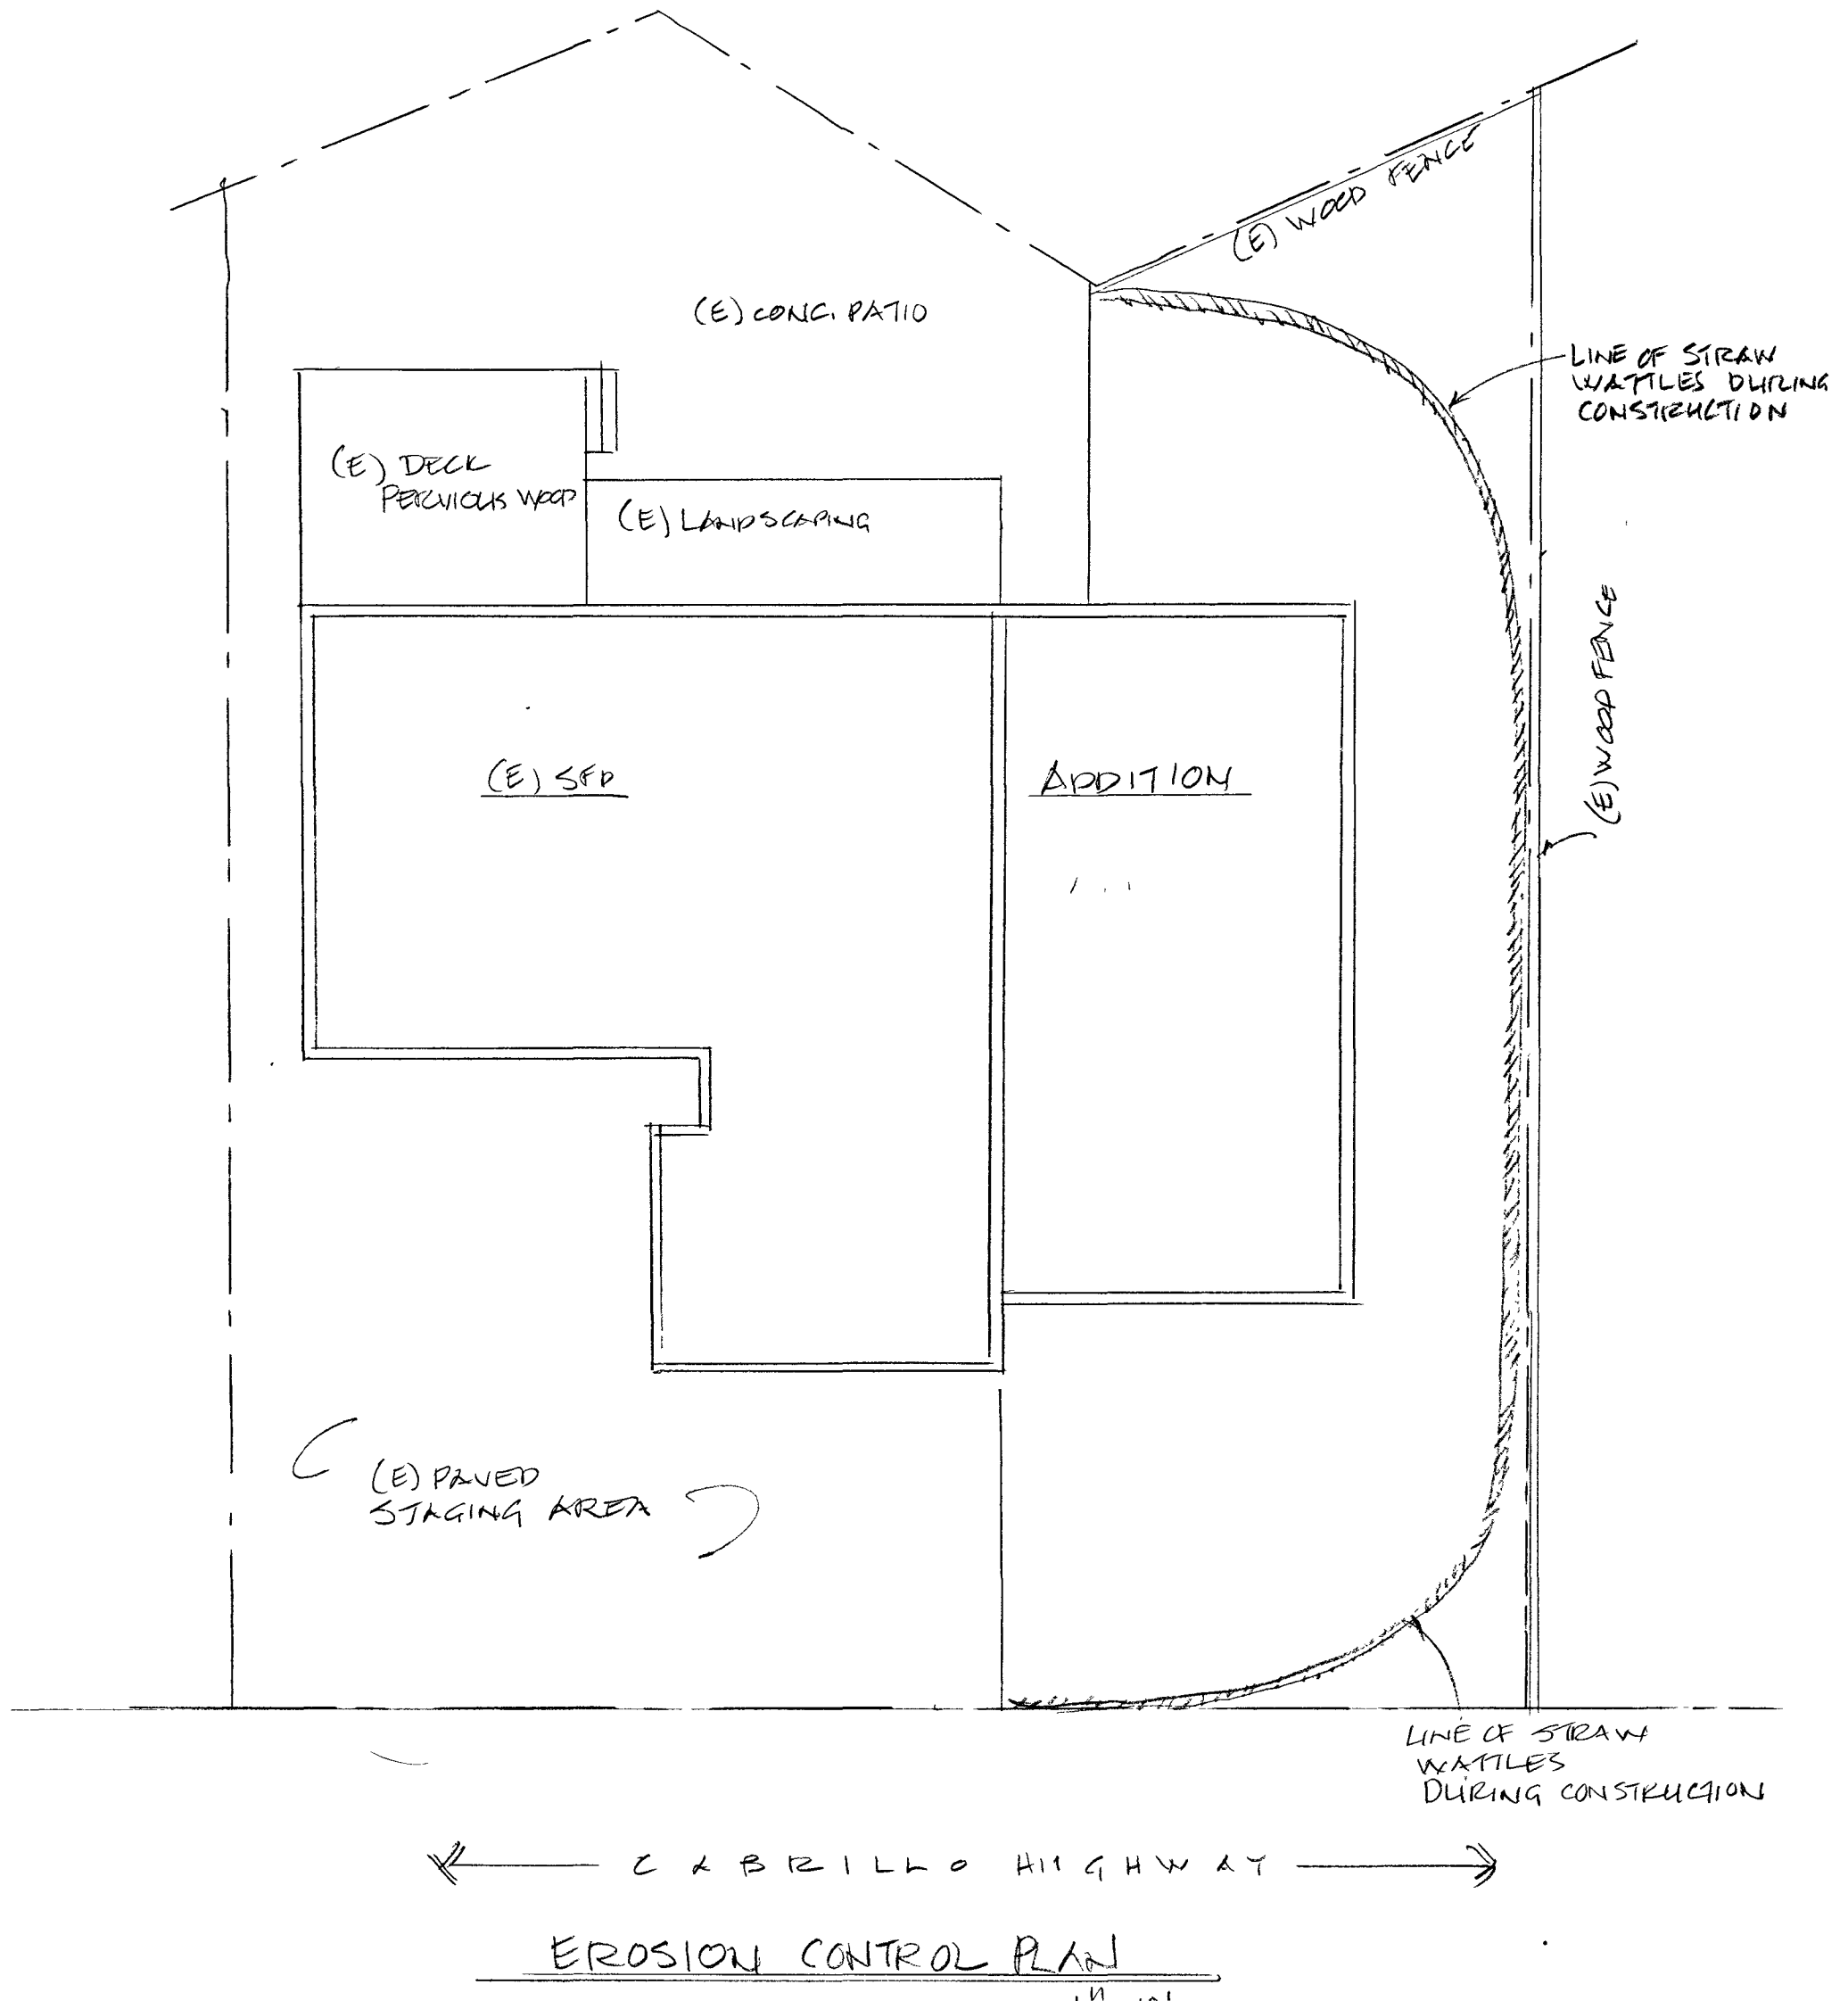 (E) WOOD FENCE
(E) CONC. PATIO
LINE OF STRAW
WATTLES DURING
CONSTRUCTION
(E) DECK
PERVIOUS WOOD
(E) LANDSCAPING
(E) WOOD FENCE
(E) SFD
ADDITION
(E) PAVED
STAGING AREA
LINE OF STRAW
WATTLES
DURING CONSTRUCTION
CABRILLO HIGHWAY
EROSION CONTROL PLAN